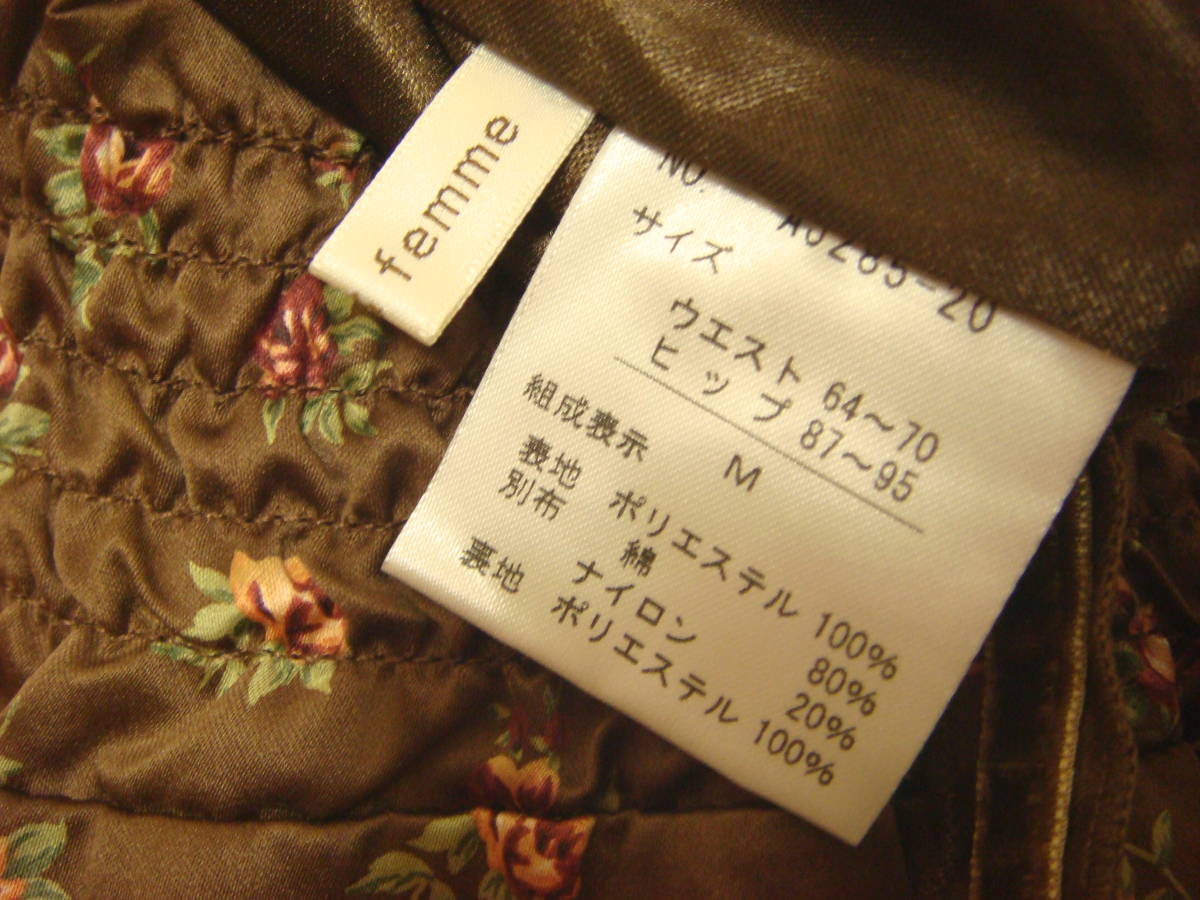 femme
NO. A0265-20
サイズ
ウエスト 64〜70
ヒップ 87〜95
M
組成表示
表地 ポリエステル 100%
別布 綿 80%
ナイロン 20%
裏地 ポリエステル 100%